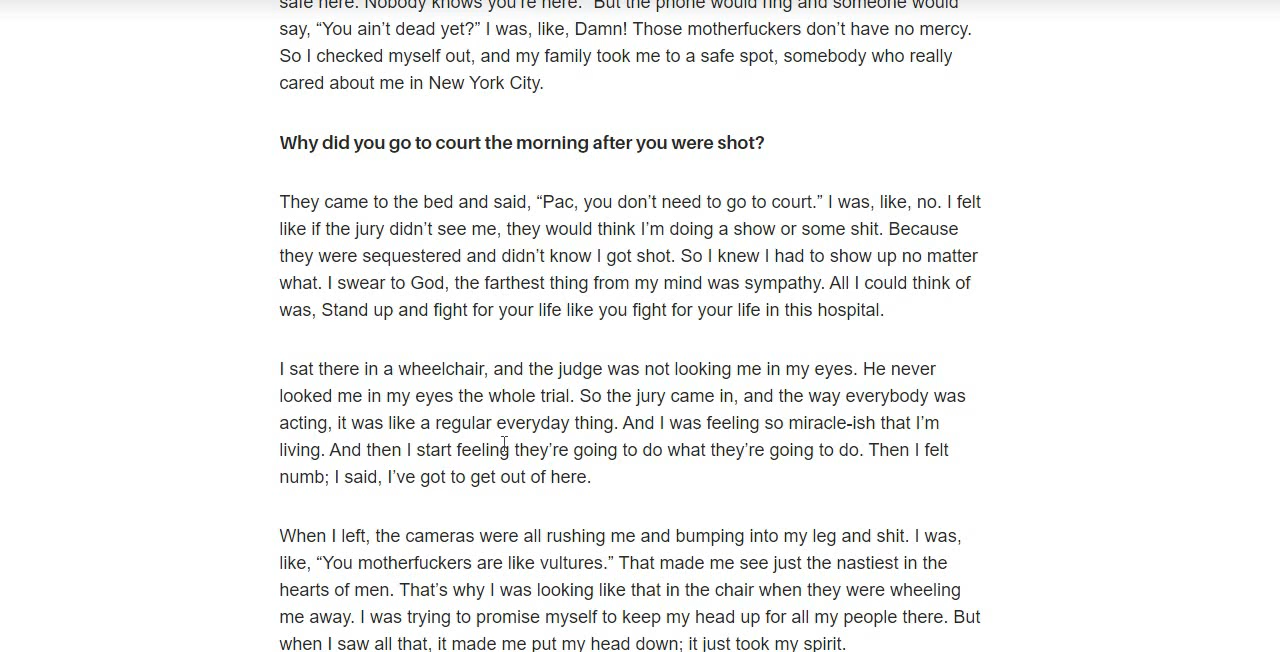 safe here. Nobody knows you’re here.” But the phone would ring and someone would
say, “You ain’t dead yet?” I was, like, Damn! Those motherfuckers don’t have no mercy.
So I checked myself out, and my family took me to a safe spot, somebody who really
cared about me in New York City.
Why did you go to court the morning after you were shot?
They came to the bed and said, “Pac, you don’t need to go to court.” I was, like, no. I felt
like if the jury didn’t see me, they would think I’m doing a show or some shit. Because
they were sequestered and didn’t know I got shot. So I knew I had to show up no matter
what. I swear to God, the farthest thing from my mind was sympathy. All I could think of
was, Stand up and fight for your life like you fight for your life in this hospital.
I sat there in a wheelchair, and the judge was not looking me in my eyes. He never
looked me in my eyes the whole trial. So the jury came in, and the way everybody was
acting, it was like a regular everyday thing. And I was feeling so miracle-ish that I’m
living. And then I start feeling they’re going to do what they’re going to do. Then I felt
numb; I said, I’ve got to get out of here.
When I left, the cameras were all rushing me and bumping into my leg and shit. I was,
like, “You motherfuckers are like vultures.” That made me see just the nastiest in the
hearts of men. That’s why I was looking like that in the chair when they were wheeling
me away. I was trying to promise myself to keep my head up for all my people there. But
when I saw all that, it made me put my head down; it just took my spirit.